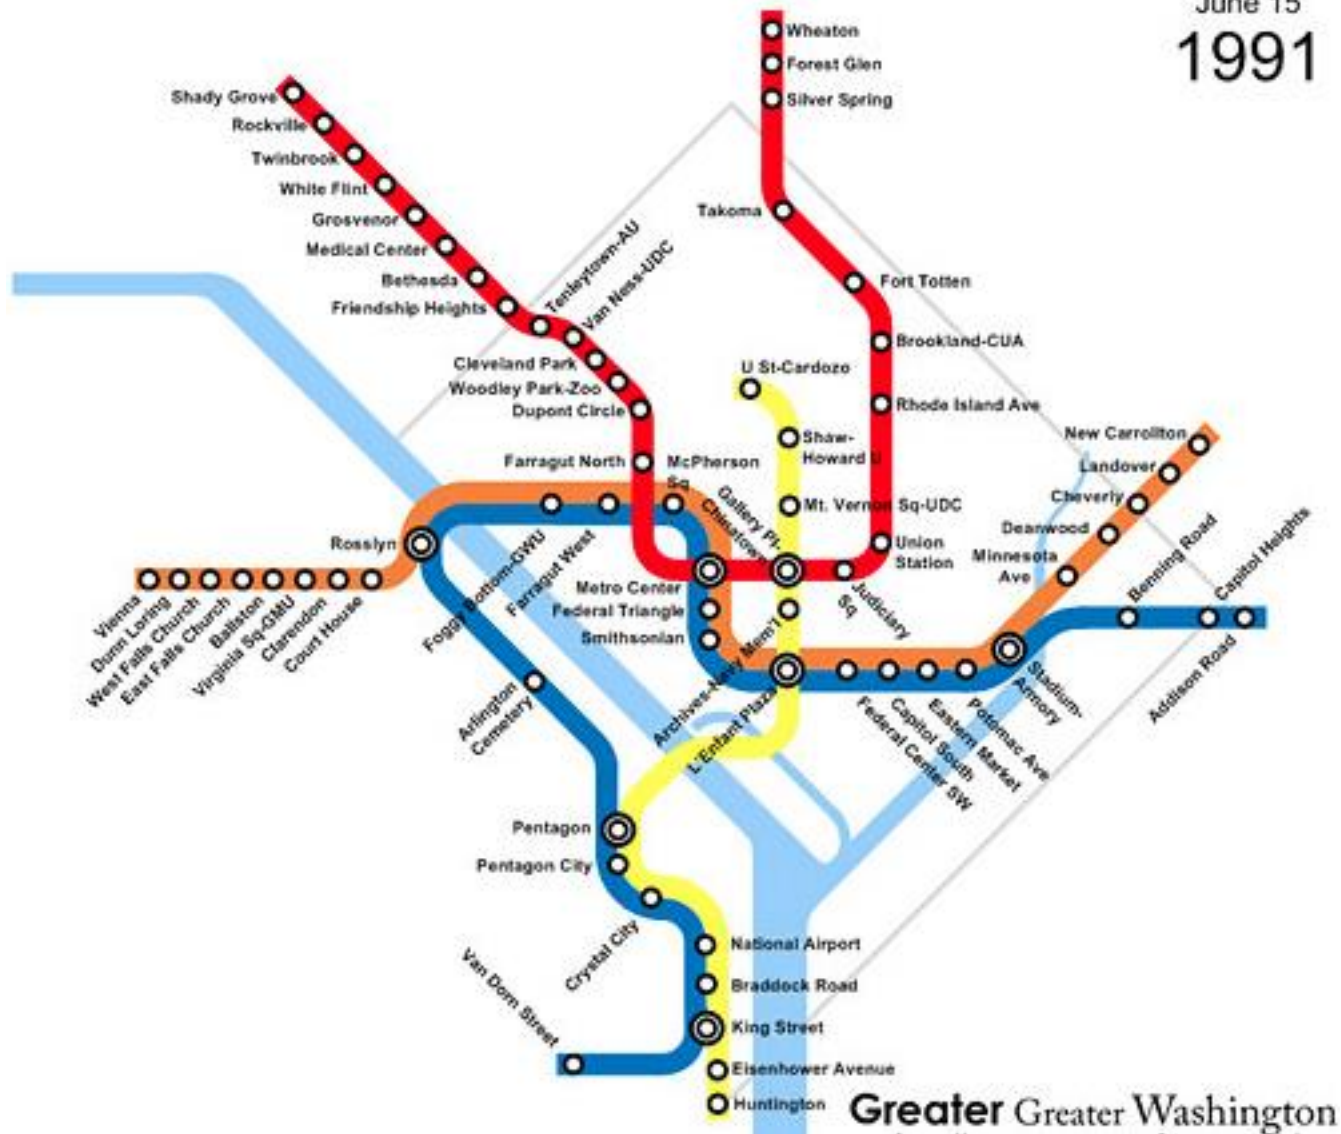 June 15
1991
Wheaton
Forest Glen
Silver Spring
Shady Grove
Rockville
Twinbrook
White Flint
Grosvenor
Medical Center
Bethesda
Friendship Heights
Tenleytown-AU
Van Ness-UDC
Cleveland Park
Woodley Park-Zoo
Dupont Circle
Farragut North
Takoma
Fort Totten
Brookland-CUA
Rhode Island Ave
U St-Cardozo
Shaw-
Howard U
Mt. Vernon Sq-UDC
McPherson
Sq
Gallery Pl-
Chinatown
Union
Station
Judiciary
Sq
New Carrollton
Landover
Cheverly
Deanwood
Minnesota
Ave
Benning Road
Capitol Heights
Addison Road
Rosslyn
Vienna
Dunn Loring
West Falls Church
East Falls Church
Ballston
Virginia Sq-GMU
Clarendon
Court House
Foggy Bottom-GWU
Farragut West
Metro Center
Federal Triangle
Smithsonian
Archives-Navy Mem'l
L'Enfant Plaza
Federal Center SW
Capitol South
Eastern Market
Potomac Ave
Stadium-
Armory
Arlington
Cemetery
Pentagon
Pentagon City
Crystal City
National Airport
Braddock Road
King Street
Van Dorn Street
Eisenhower Avenue
Huntington
Greater Greater Washington